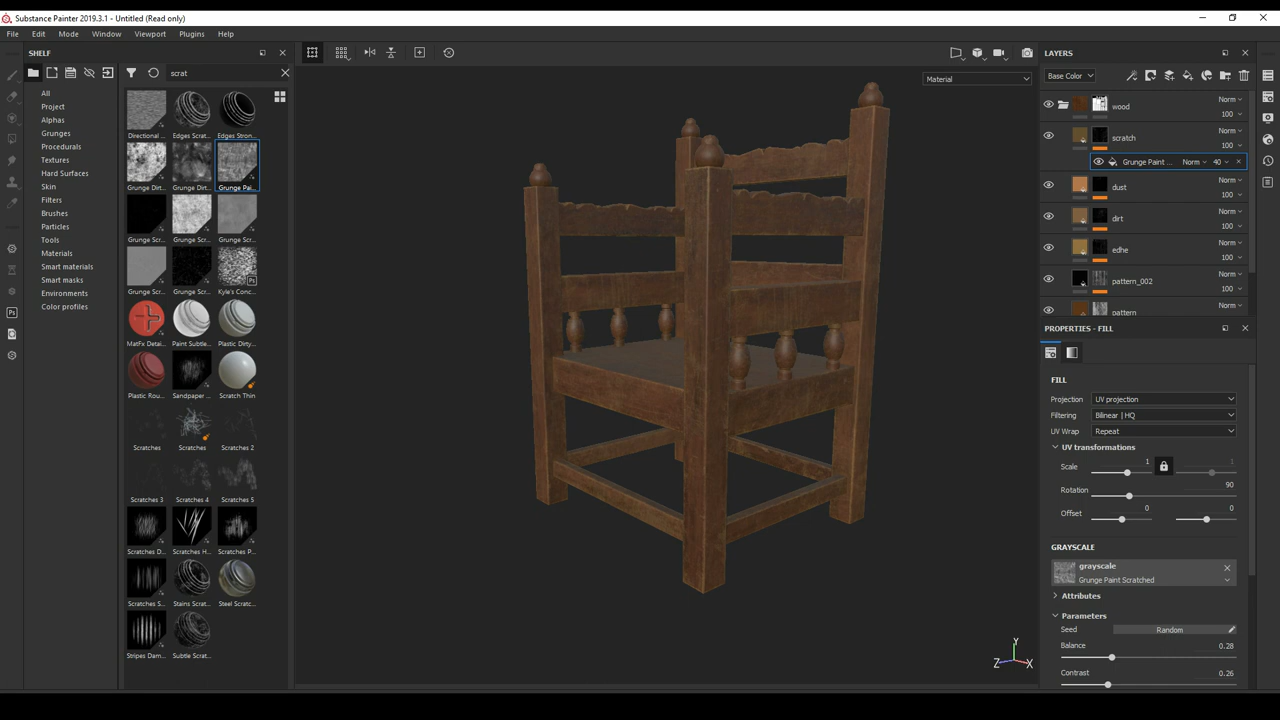 Substance Painter 2019.3.1 - Untitled (Read only)
File Edit Mode Window Viewport Plugins Help
SHELF
scrat
All
Project
Alphas
Grunges
Procedurals
Textures
Hard Surfaces
Skin
Filters
Brushes
Particles
Tools
Materials
Smart materials
Smart masks
Environments
Color profiles
Directional ... Edges Scrat... Edges Stron...
Grunge Dirt... Grunge Dirt... Grunge Pai...
Grunge Scr... Grunge Scr... Grunge Scr...
Grunge Scr... Grunge Scr... Kyle's Conc...
MatFx Detai... Paint Subtle... Plastic Dirty...
Plastic Rou... Sandpaper ... Scratch Thin
Scratches Scratches Scratches 2
Scratches 3 Scratches 4 Scratches 5
Scratches D... Scratches H... Scratches P...
Scratches S... Stains Scrat... Steel Scratc...
Stripes Dam... Subtle Scrat...
Material
Y
Z X
LAYERS
Base Color
wood Norm
100
scratch Norm
100
Grunge Paint ... Norm 40
dust Norm
100
dirt Norm
100
edhe Norm
100
pattern_002 Norm
100
pattern Norm
PROPERTIES - FILL
FILL
Projection UV projection
Filtering Bilinear | HQ
UV Wrap Repeat
UV transformations
Scale 1 1
Rotation 90
Offset 0 0
GRAYSCALE
grayscale
Grunge Paint Scratched
Attributes
Parameters
Seed Random
Balance 0.28
Contrast 0.26